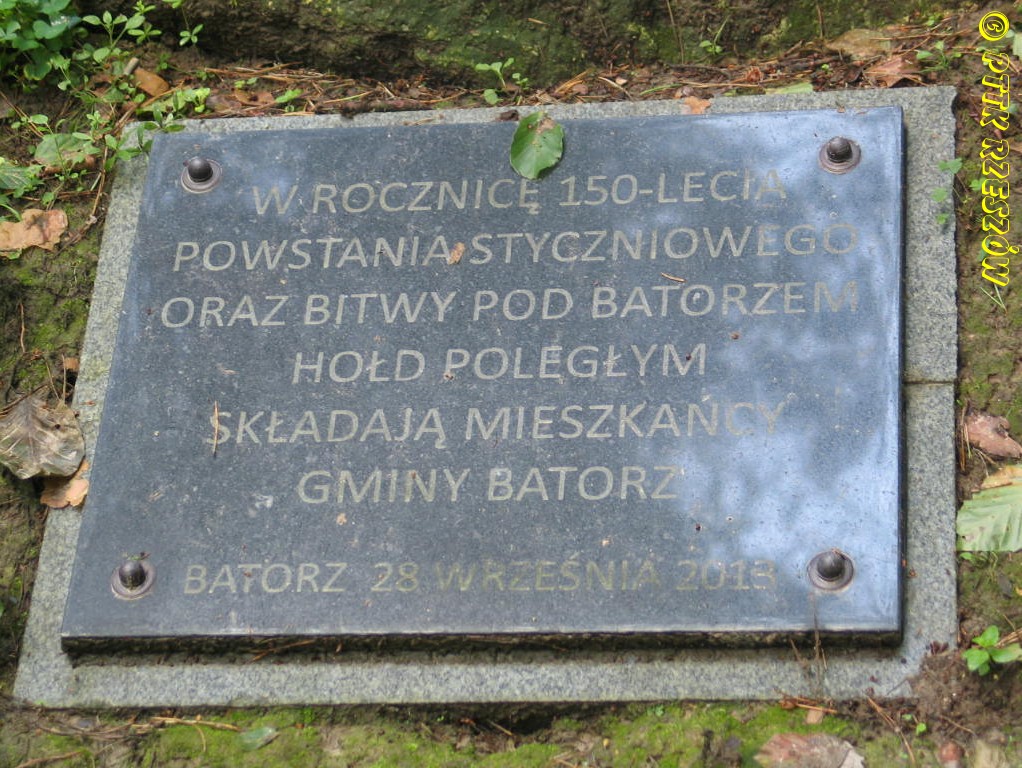 W ROCZNICĘ 150-LECIA
POWSTANIA STYCZNIOWEGO
ORAZ BITWY POD BATORZEM
HOŁD POLEGŁYM
SKŁADAJĄ MIESZKAŃCY
GMINY BATORZ
BATORZ 28 WRZEŚNIA 2013
© PTTK RZESZÓW